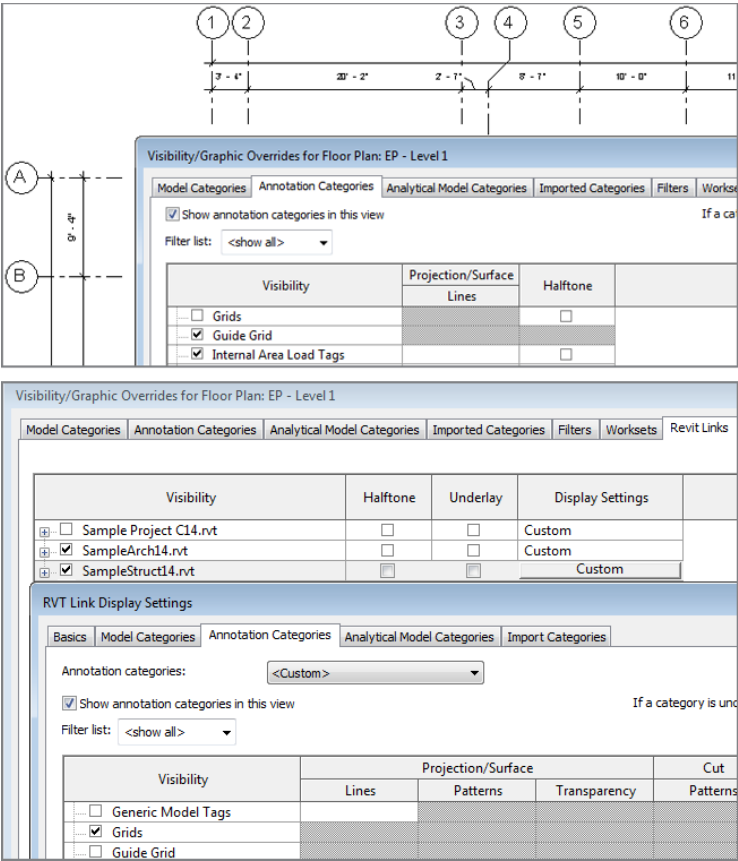 1 2 3 4 5 6
3' - 4" 20' - 2" 2' - 7" 8' - 7" 10' - 0" 11
A
9' - 4"
B
Visibility/Graphic Overrides for Floor Plan: EP - Level 1
Model Categories Annotation Categories Analytical Model Categories Imported Categories Filters Workse
Show annotation categories in this view If a ca
Filter list: <show all>
Visibility Projection/Surface Halftone
Lines
Grids
Guide Grid
Internal Area Load Tags
Visibility/Graphic Overrides for Floor Plan: EP - Level 1
Model Categories Annotation Categories Analytical Model Categories Imported Categories Filters Worksets Revit Links
Visibility Halftone Underlay Display Settings
Sample Project C14.rvt Custom
SampleArch14.rvt Custom
SampleStruct14.rvt Custom
RVT Link Display Settings
Basics Model Categories Annotation Categories Analytical Model Categories Import Categories
Annotation categories: <Custom>
Show annotation categories in this view If a category is unc
Filter list: <show all>
Visibility Projection/Surface Cut
Lines Patterns Transparency Patterns
Generic Model Tags
Grids
Guide Grid